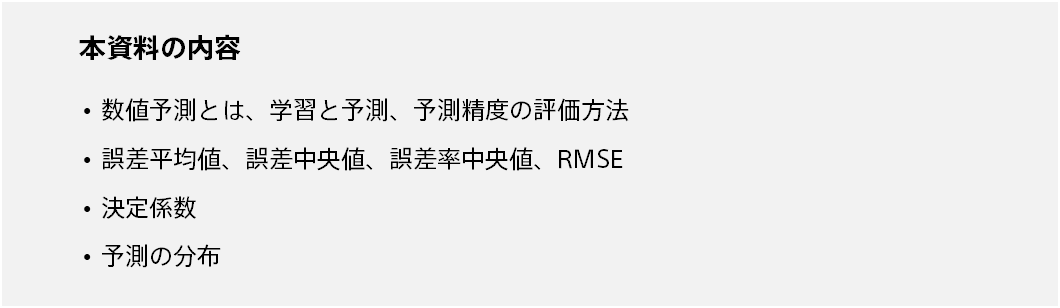 本資料の内容
• 数値予測とは、学習と予測、予測精度の評価方法
• 誤差平均値、誤差中央値、誤差率中央値、RMSE
• 決定係数
• 予測の分布